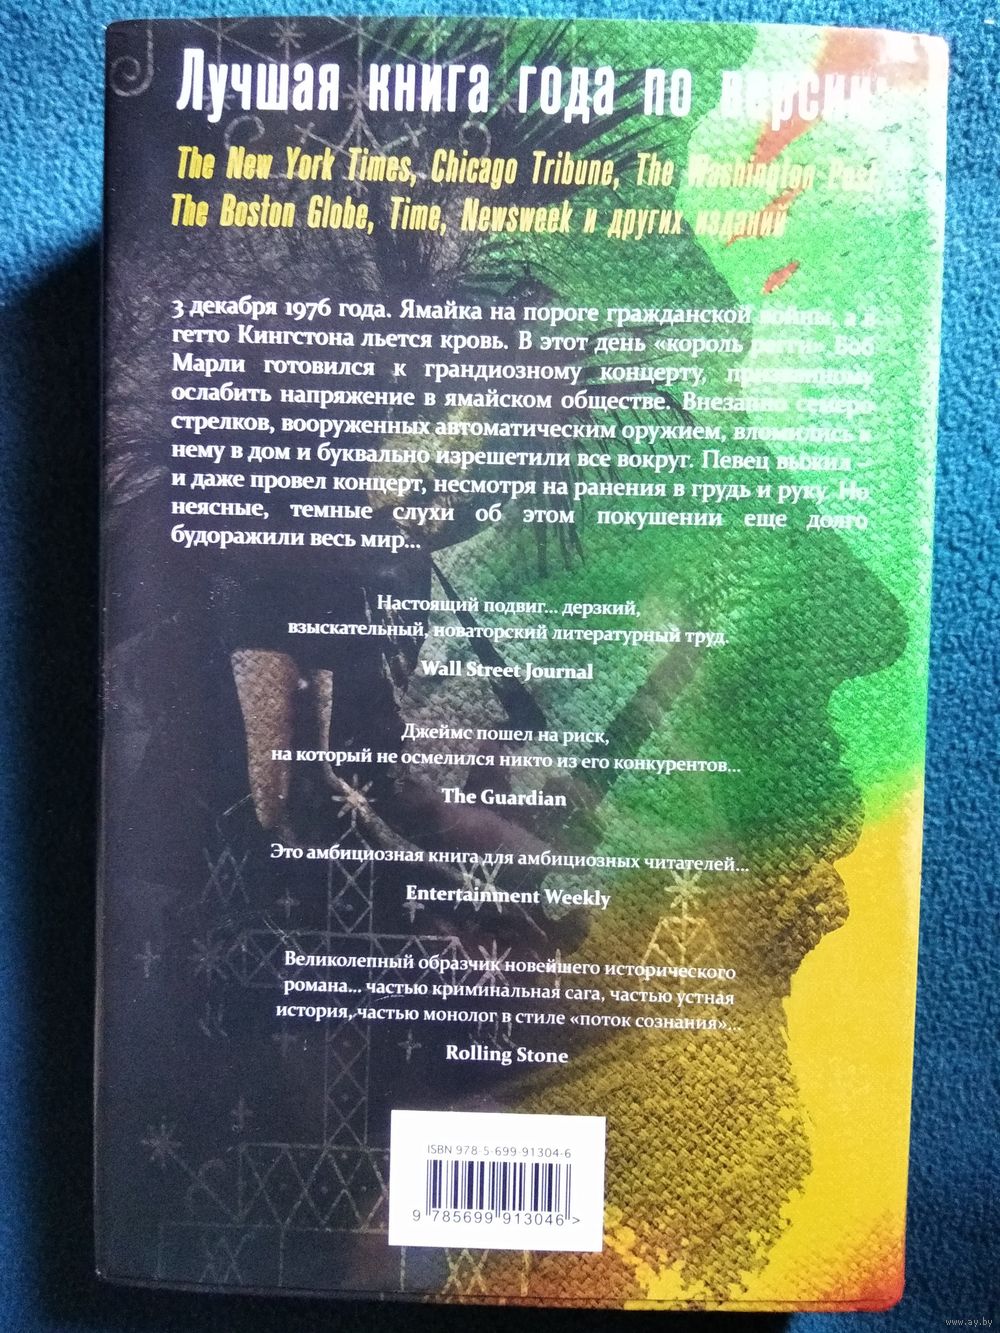 Лучшая книга года по версии:
The New York Times, Chicago Tribune, The Washington Post,
The Boston Globe, Time, Newsweek и других изданий
3 декабря 1976 года. Ямайка на пороге гражданской войны, а в
гетто Кингстона льется кровь. В этот день «король регги» Боб
Марли готовился к грандиозному концерту, призванному
ослабить напряжение в ямайском обществе. Внезапно семеро
стрелков, вооруженных автоматическим оружием, вломились к
нему в дом и буквально изрешетили все вокруг. Певец выжил –
и даже провел концерт, несмотря на ранения в грудь и руку. Но
неясные, темные слухи об этом покушении еще долго
будоражили весь мир...
Настоящий подвиг... дерзкий,
взыскательный, новаторский литературный труд.
Wall Street Journal
Джеймс пошел на риск,
на который не осмелился никто из его конкурентов...
The Guardian
Это амбициозная книга для амбициозных читателей...
Entertainment Weekly
Великолепный образчик новейшего исторического
романа... частью криминальная сага, частью устная
история, частью монолог в стиле «поток сознания»...
Rolling Stone
ISBN 978-5-699-91304-6
9 785699 913046 >
www.ay.by